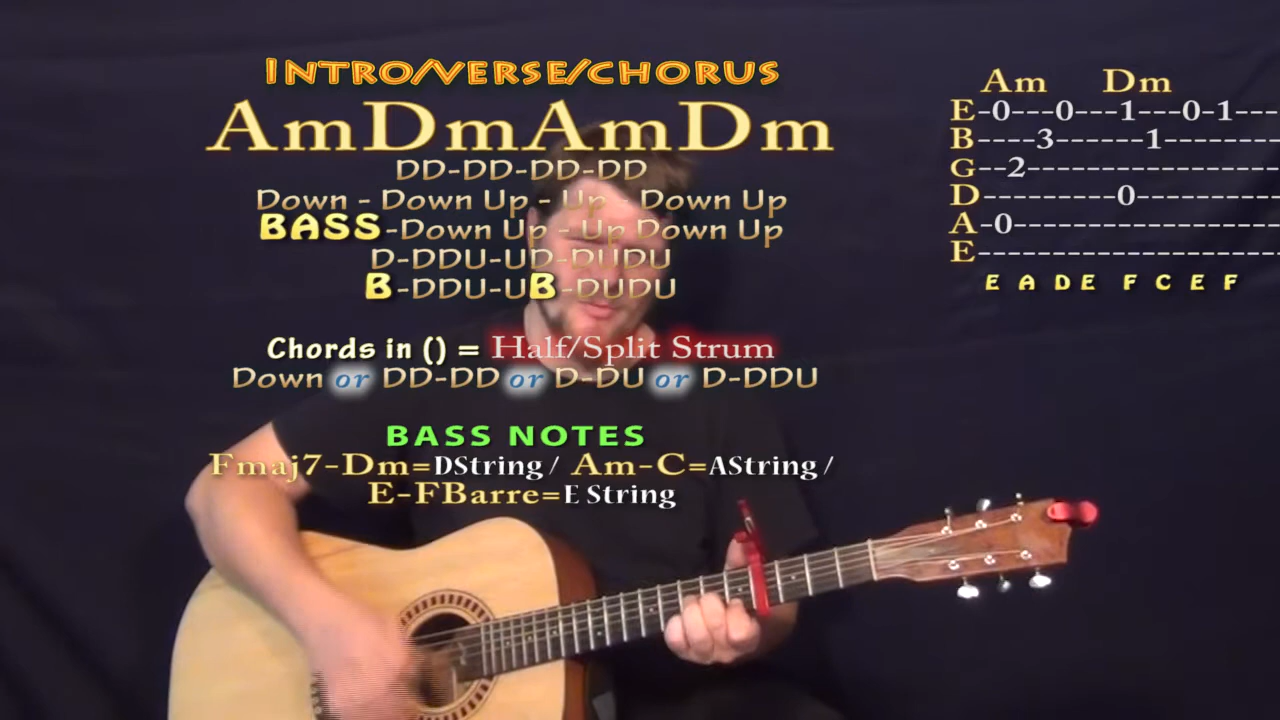 INTRO/VERSE/CHORUS
AmDmAmDm
DD-DD-DD-DD
Down - Down Up - Up - Down Up
BASS-Down Up - Up Down Up
D-DDU-UD-DUDU
B-DDU-UB-DUDU
Chords in () = Half/Split Strum
Down or DD-DD or D-DU or D-DDU
BASS NOTES
Fmaj7-Dm=DString / Am-C=AString /
E-FBarre=E String
Am Dm
E-0---0---1---0-1---
B----3------1--------
G--2-----------------
D---------0----------
A-0------------------
E--------------------
E A D E F C E F